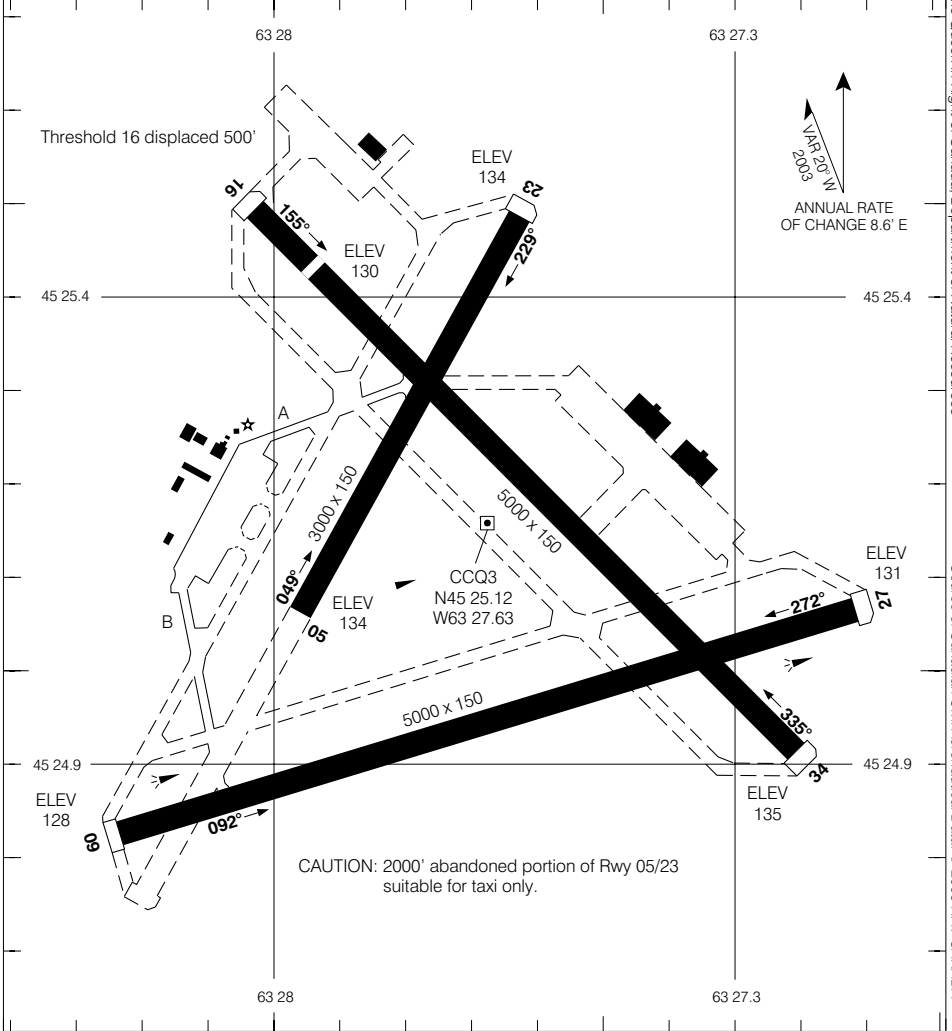 63 28
63 27.3
Threshold 16 displaced 500'
VAR 20° W
2003
ANNUAL RATE
OF CHANGE 8.6' E
ELEV
134
16
23
155°
229°
ELEV
130
45 25.4
45 25.4
A
3000 x 150
5000 x 150
CCQ3
N45 25.12
W63 27.63
ELEV
131
049°
ELEV
134
05
272°
27
B
5000 x 150
335°
45 24.9
45 24.9
34
ELEV
135
ELEV
128
09
092°
CAUTION: 2000' abandoned portion of Rwy 05/23
suitable for taxi only.
63 28
63 27.3